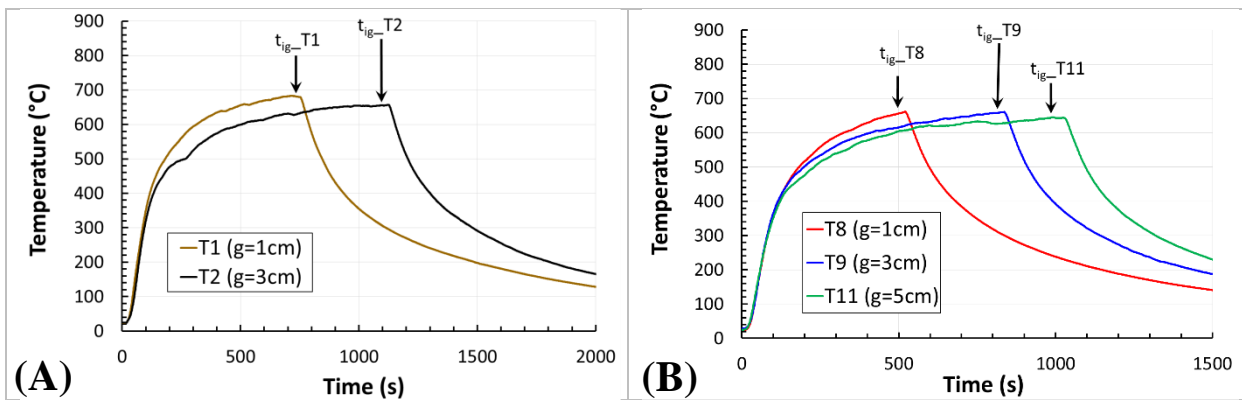 900
800
700
600
500
400
300
200
100
0
Temperature (°C)
t_ig_T1
t_ig_T2
T1 (g=1cm)
T2 (g=3cm)
0 500 1000 1500 2000
Time (s)
(A)
900
800
700
600
500
400
300
200
100
0
Temperature (°C)
t_ig_T8
t_ig_T9
t_ig_T11
T8 (g=1cm)
T9 (g=3cm)
T11 (g=5cm)
0 500 1000 1500
Time (s)
(B)